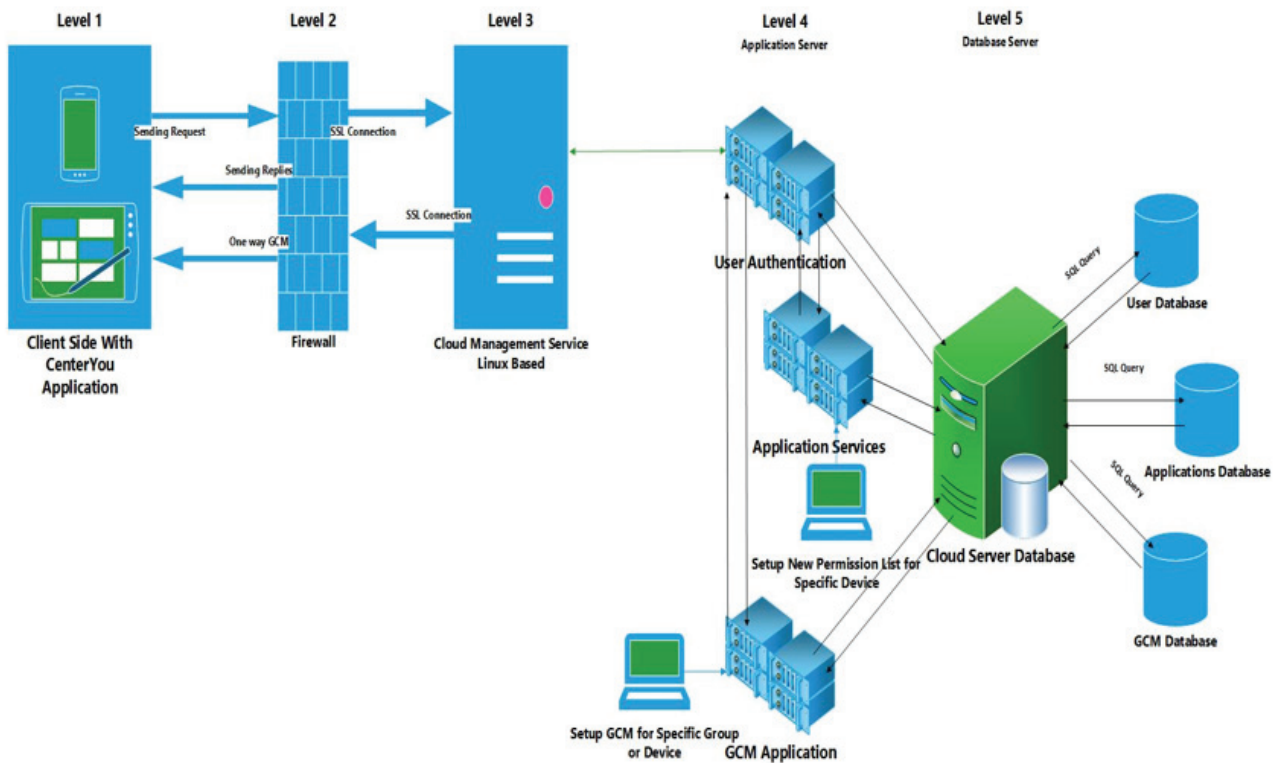 Level 1
Level 2
Level 3
Level 4
Application Server
Level 5
Database Server
Sending Request
SSL Connection
Sending Replies
SSL Connection
One way GCM
Client Side With
CenterYou
Application
Firewall
Cloud Management Service
Linux Based
User Authentication
SQL Query
User Database
SQL Query
Application Services
Applications Database
SQL Query
Setup New Permission List for
Specific Device
Cloud Server Database
GCM Database
Setup GCM for Specific Group
or Device
GCM Application